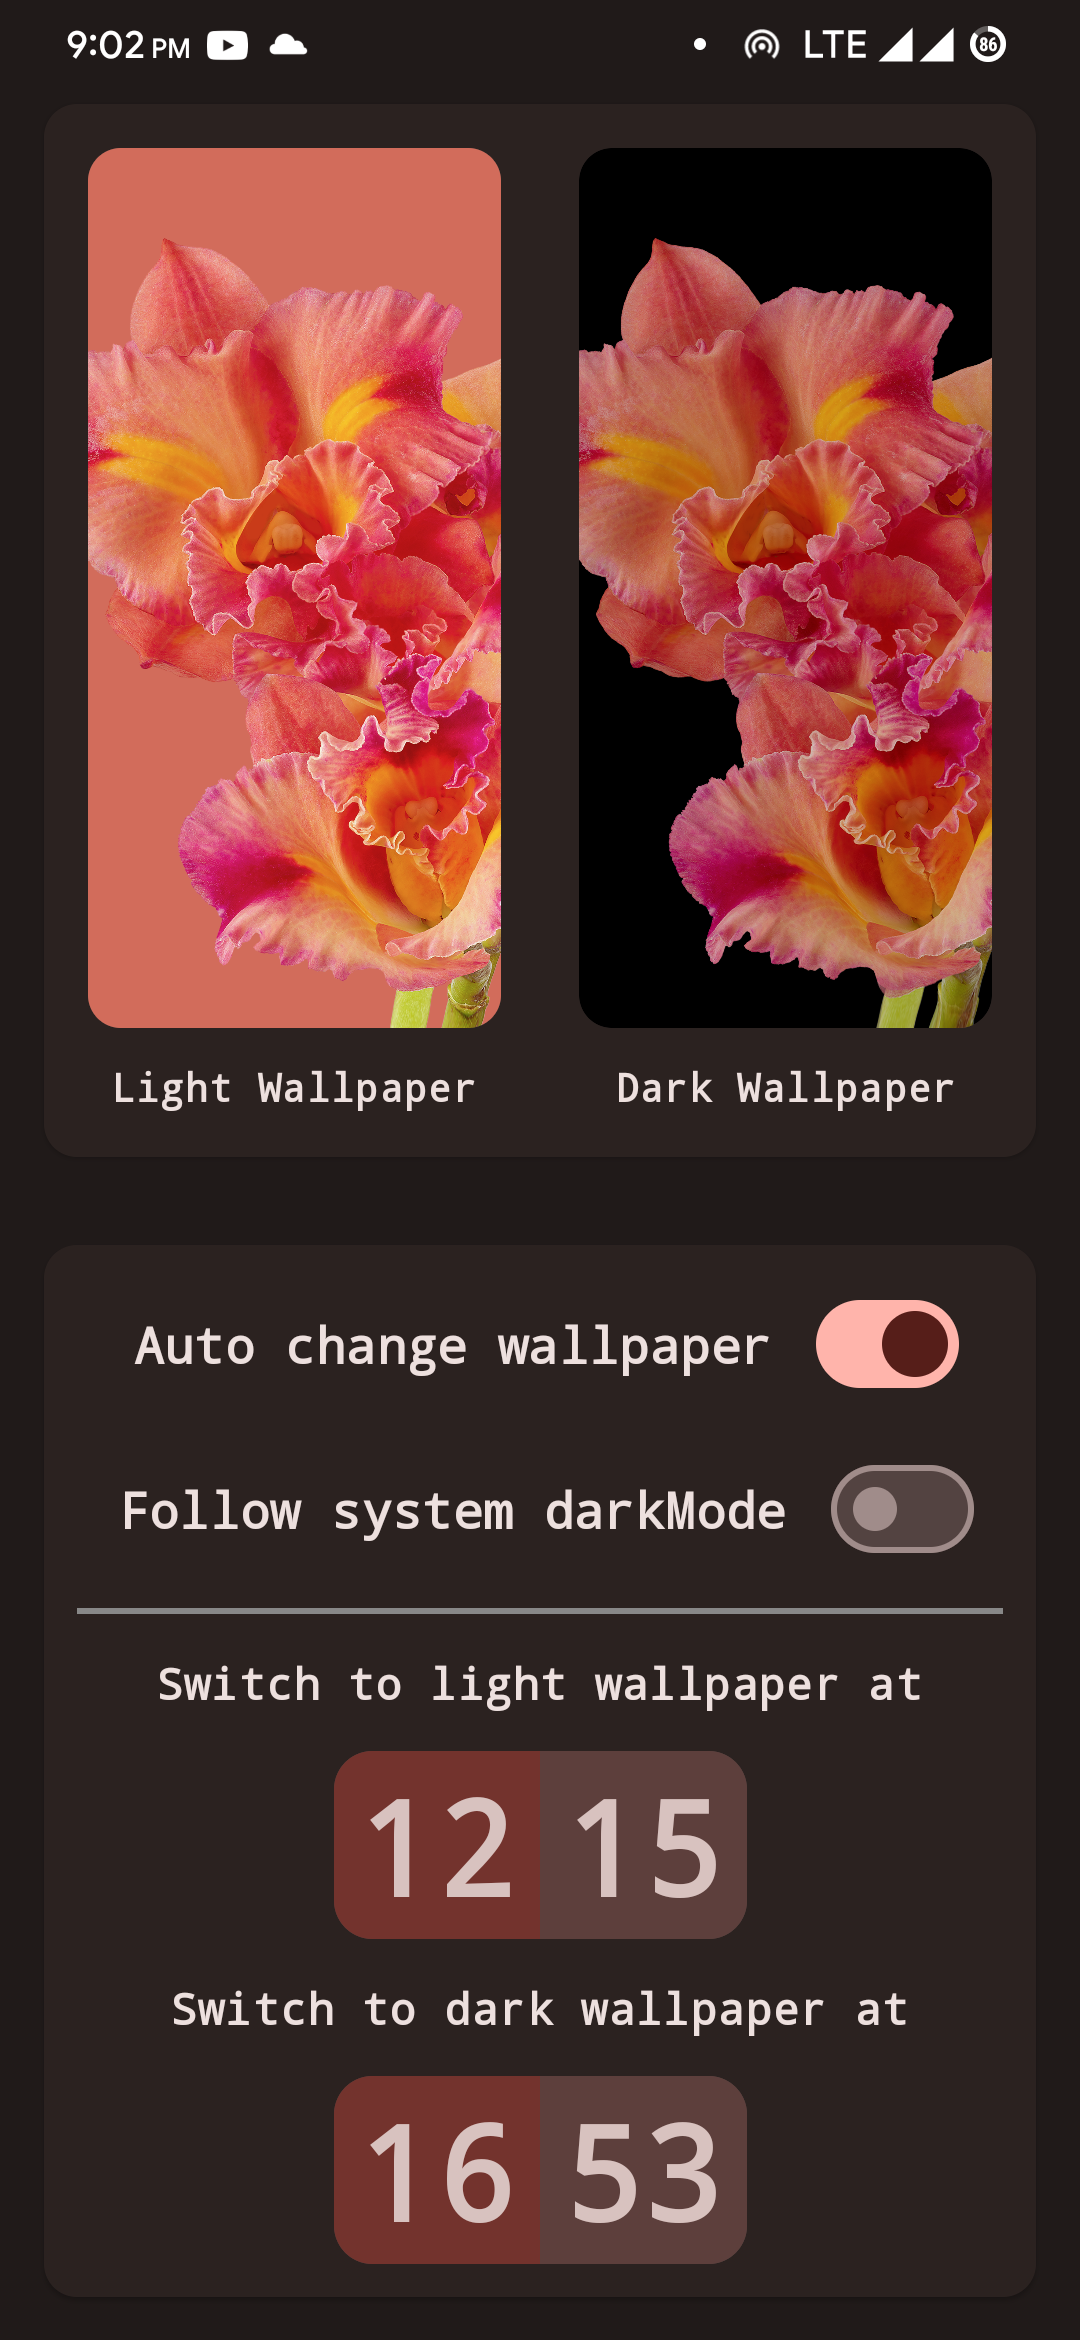 9:02 PM LTE 86
Light Wallpaper Dark Wallpaper
Auto change wallpaper
Follow system darkMode
Switch to light wallpaper at
12 15
Switch to dark wallpaper at
16 53